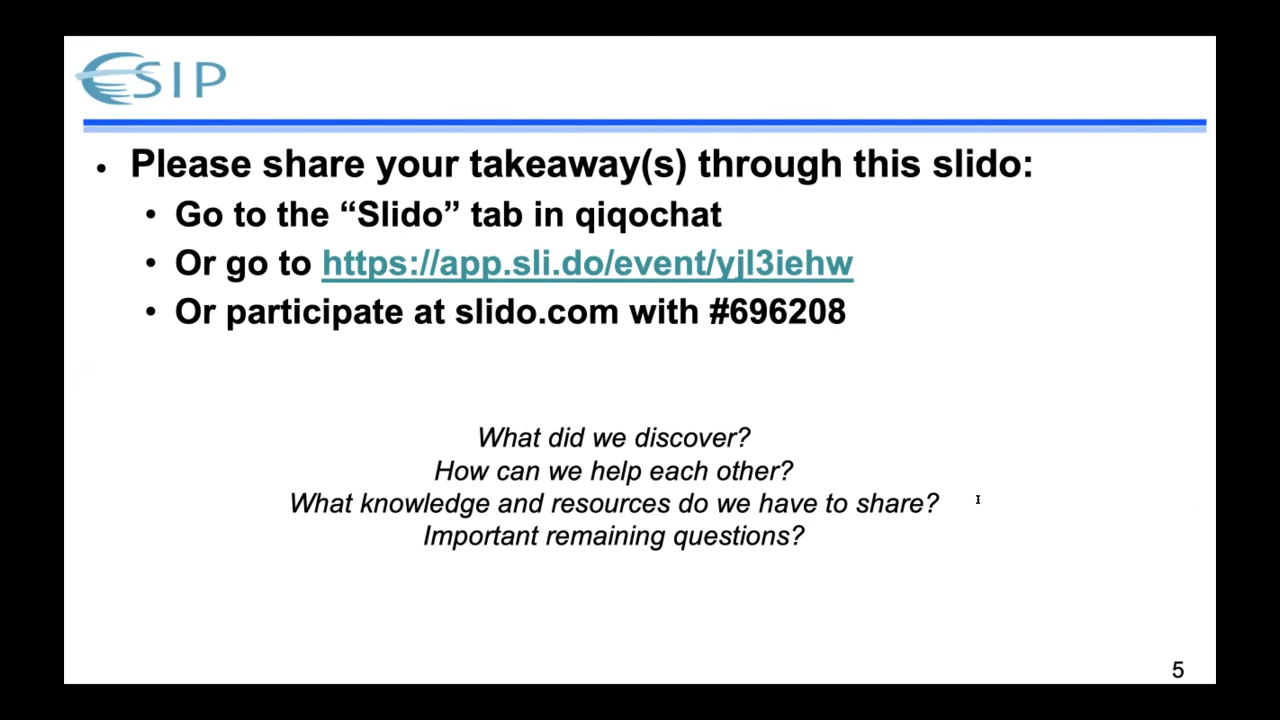 ESIP
• Please share your takeaway(s) through this slido:
• Go to the “Slido” tab in qiqochat
• Or go to https://app.sli.do/event/yjl3iehw
• Or participate at slido.com with #696208
What did we discover?
How can we help each other?
What knowledge and resources do we have to share?
Important remaining questions?
5